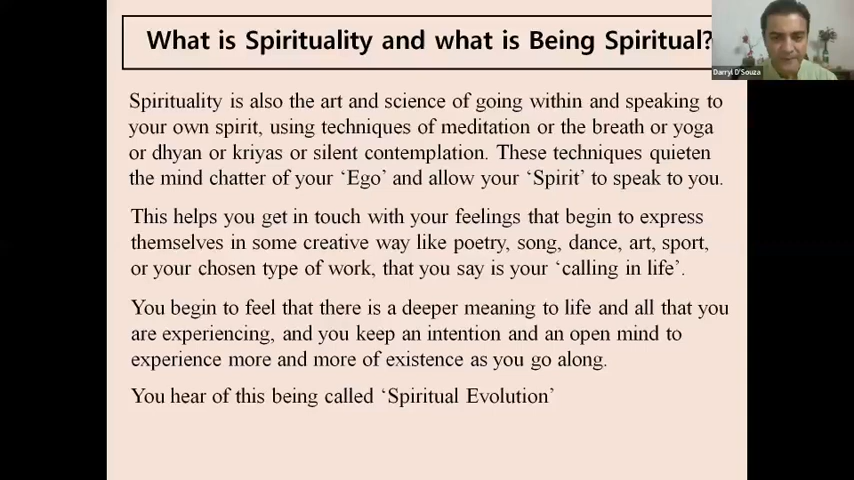 What is Spirituality and what is Being Spiritual?
Darryl D'Souza
Spirituality is also the art and science of going within and speaking to
your own spirit, using techniques of meditation or the breath or yoga
or dhyan or kriyas or silent contemplation. These techniques quieten
the mind chatter of your ‘Ego’ and allow your ‘Spirit’ to speak to you.
This helps you get in touch with your feelings that begin to express
themselves in some creative way like poetry, song, dance, art, sport,
or your chosen type of work, that you say is your ‘calling in life’.
You begin to feel that there is a deeper meaning to life and all that you
are experiencing, and you keep an intention and an open mind to
experience more and more of existence as you go along.
You hear of this being called ‘Spiritual Evolution’